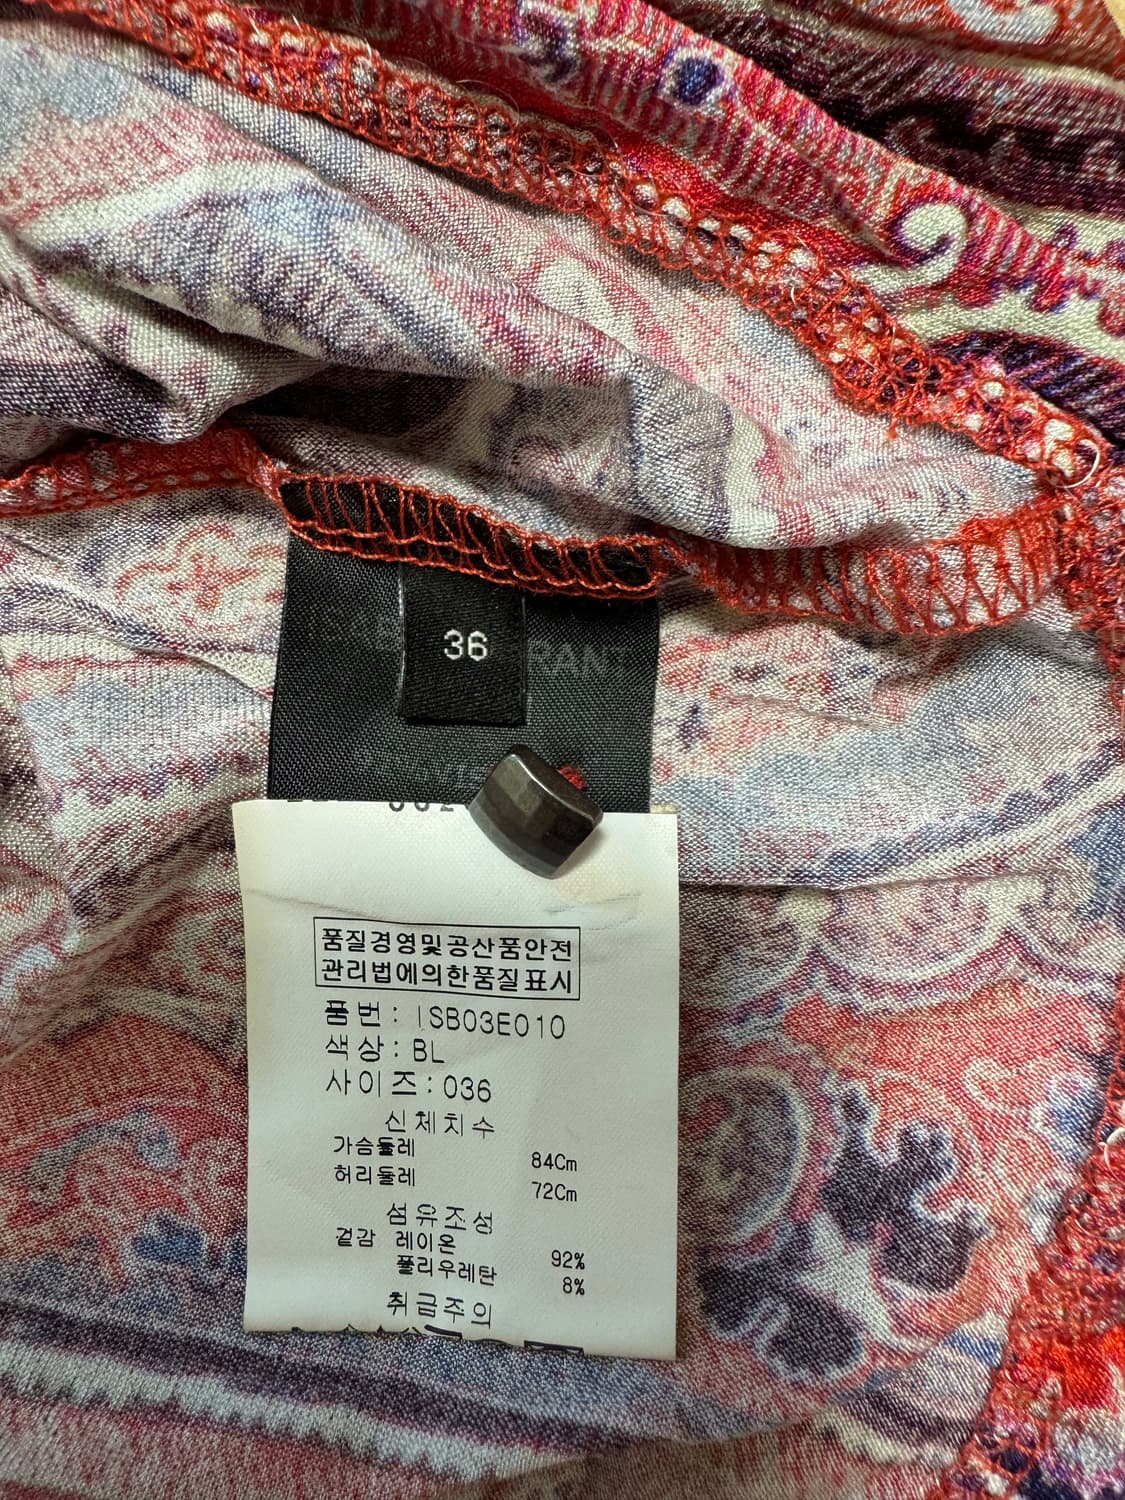 36
RAN
품질경영및공산품안전
관리법에의한품질표시
품번: ISB03E010
색상: BL
사이즈: 036
신체치수
가슴둘레 84Cm
허리둘레 72Cm
섬유조성
겉감 레이온 92%
폴리우레탄 8%
취급주의